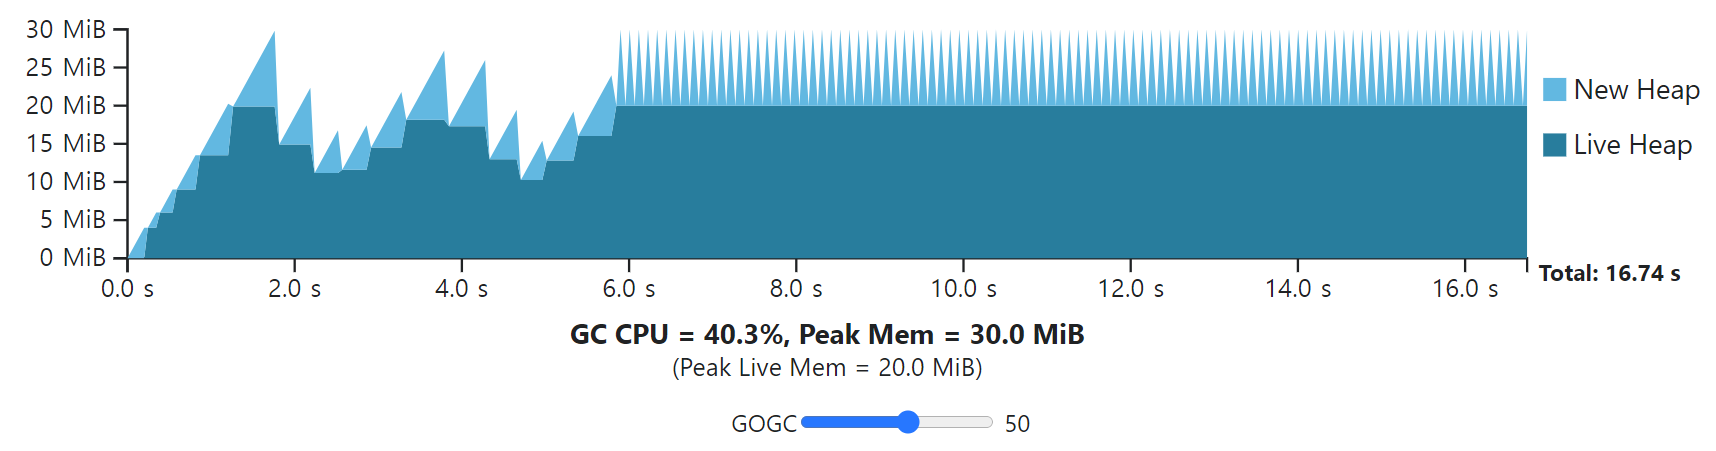 30 MiB
25 MiB
20 MiB
15 MiB
10 MiB
5 MiB
0 MiB
0.0 s 2.0 s 4.0 s 6.0 s 8.0 s 10.0 s 12.0 s 14.0 s 16.0 s
New Heap
Live Heap
Total: 16.74 s
GC CPU = 40.3%, Peak Mem = 30.0 MiB
(Peak Live Mem = 20.0 MiB)
GOGC 50